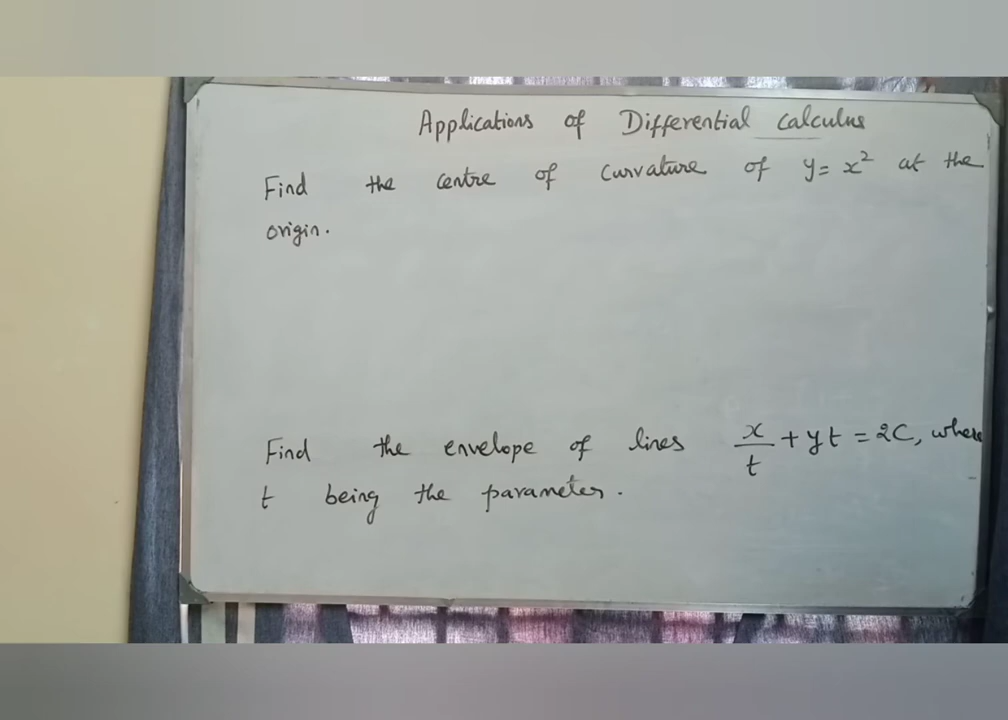 Applications of Differential Calculus
Find the centre of curvature of y = x² at the
origin.
Find the envelope of lines x/t + yt = 2C, where
t being the parameter.